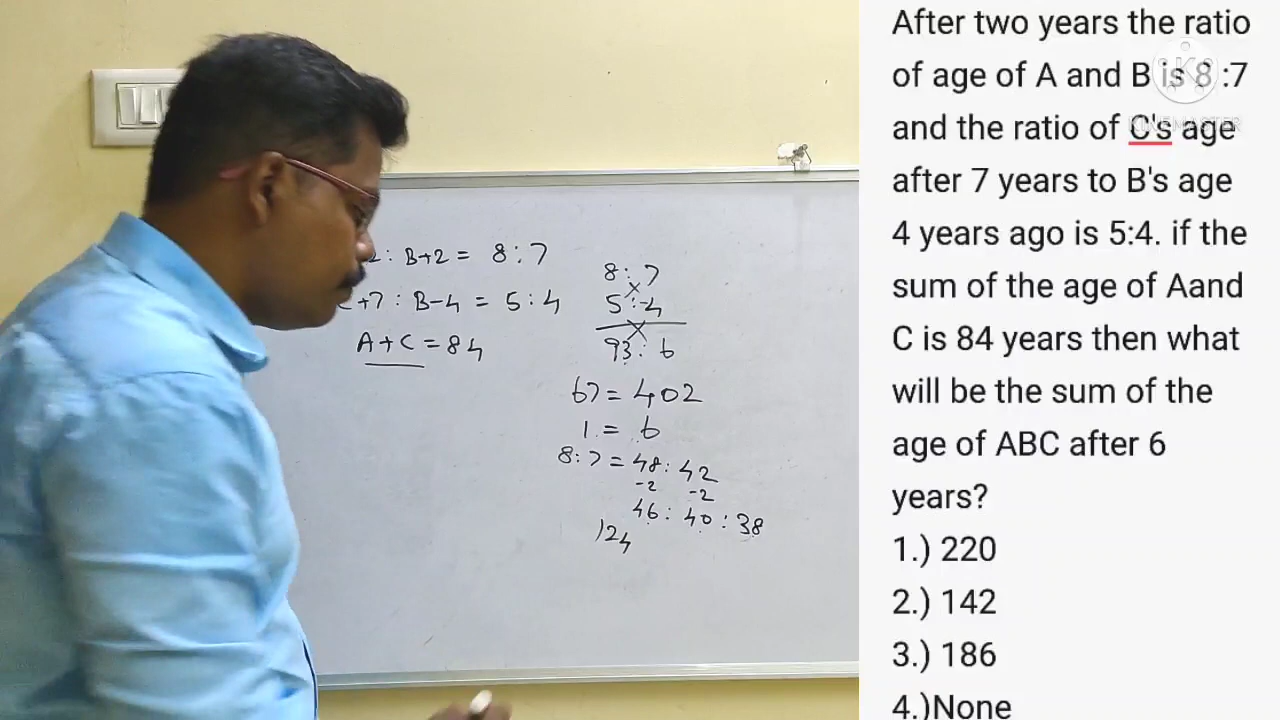 2 : B+2 = 8 : 7
+7 : B-4 = 5 : 4
A+C = 84
8 : 7
5 : 4
93 : 6
67 = 402
1 = 6
8 : 7 = 48 : 42
-2 -2
46 : 40 : 38
124
After two years the ratio
of age of A and B is 8 :7
and the ratio of C's age
after 7 years to B's age
4 years ago is 5:4. if the
sum of the age of Aand
C is 84 years then what
will be the sum of the
age of ABC after 6
years?
1.) 220
2.) 142
3.) 186
4.)None
K
KINEMASTER